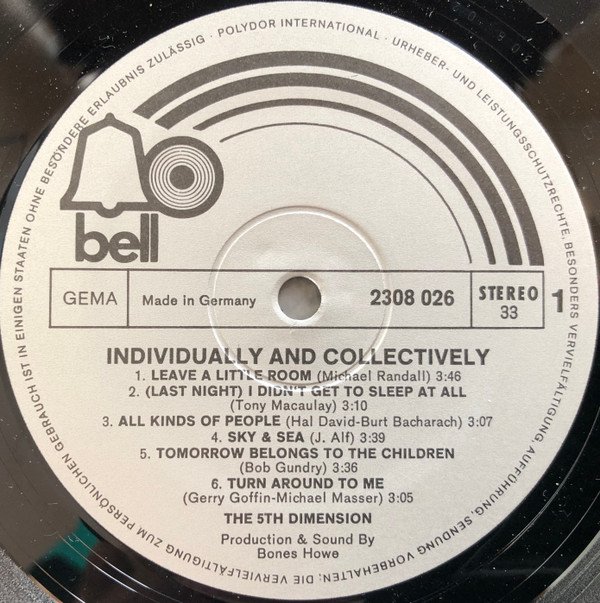 DIE VERVIELFÄLTIGUNG ZUM PERSÖNLICHEN GEBRAUCH IST IN EINIGEN STAATEN OHNE BESONDERE ERLAUBNIS ZULÄSSIG · POLYDOR INTERNATIONAL · URHEBER- UND LEISTUNGSSCHUTZRECHTE, BESONDERS VERVIELFÄLTIGUNG, AUFFÜHRUNG, SENDUNG VORBEHALTEN;
bell
GEMA
Made in Germany
2308 026
STEREO
33
1
INDIVIDUALLY AND COLLECTIVELY
1. LEAVE A LITTLE ROOM (Michael Randall) 3:46
2. (LAST NIGHT) I DIDN'T GET TO SLEEP AT ALL
(Tony Macaulay) 3:10
3. ALL KINDS OF PEOPLE (Hal David-Burt Bacharach) 3:07
4. SKY & SEA (J. Alf) 3:39
5. TOMORROW BELONGS TO THE CHILDREN
(Bob Gundry) 3:36
6. TURN AROUND TO ME
(Gerry Goffin-Michael Masser) 3:05
THE 5TH DIMENSION
Production & Sound By
Bones Howe